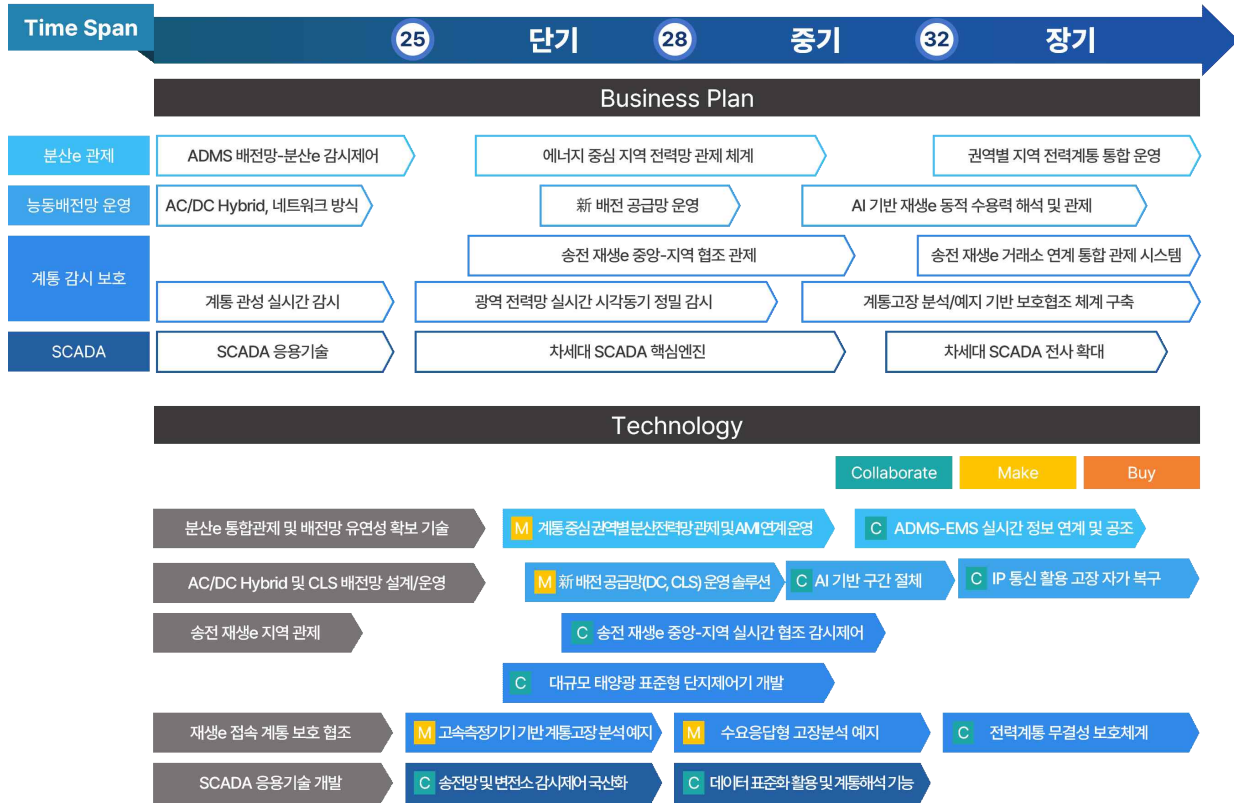 Time Span
25 단기 28 중기 32 장기
Business Plan
분산e 관제
ADMS 배전망-분산e 감시제어
에너지 중심 지역 전력망 관제 체계
권역별 지역 전력계통 통합 운영
능동배전망 운영
AC/DC Hybrid, 네트워크 방식
新 배전 공급망 운영
AI 기반 재생e 동적 수용력 해석 및 관제
계통 감시 보호
송전 재생e 중앙-지역 협조 관제
송전 재생e 거래소 연계 통합 관제 시스템
계통 관성 실시간 감시
광역 전력망 실시간 시각동기 정밀 감시
계통고장 분석/예지 기반 보호협조 체계 구축
SCADA
SCADA 응용기술
차세대 SCADA 핵심엔진
차세대 SCADA 전사 확대
Technology
Collaborate
Make
Buy
분산e 통합관제 및 배전망 유연성 확보 기술
M 계통 중심 권역별 분산전력망 관제 및 AMI 연계 운영
C ADMS-EMS 실시간 정보 연계 및 공조
AC/DC Hybrid 및 CLS 배전망 설계/운영
M 新 배전 공급망(DC, CLS) 운영 솔루션
C AI 기반 구간 절체
C IP 통신 활용 고장 자가 복구
송전 재생e 지역 관제
C 송전 재생e 중앙-지역 실시간 협조 감시제어
C 대규모 태양광 표준형 단지제어기 개발
재생e 접속 계통 보호 협조
M 고속측정기기 기반 계통고장 분석 예지
M 수요응답형 고장분석 예지
C 전력계통 무결성 보호체계
SCADA 응용기술 개발
C 송전망 및 변전소 감시제어 국산화
C 데이터 표준화 활용 및 계통해석 기능